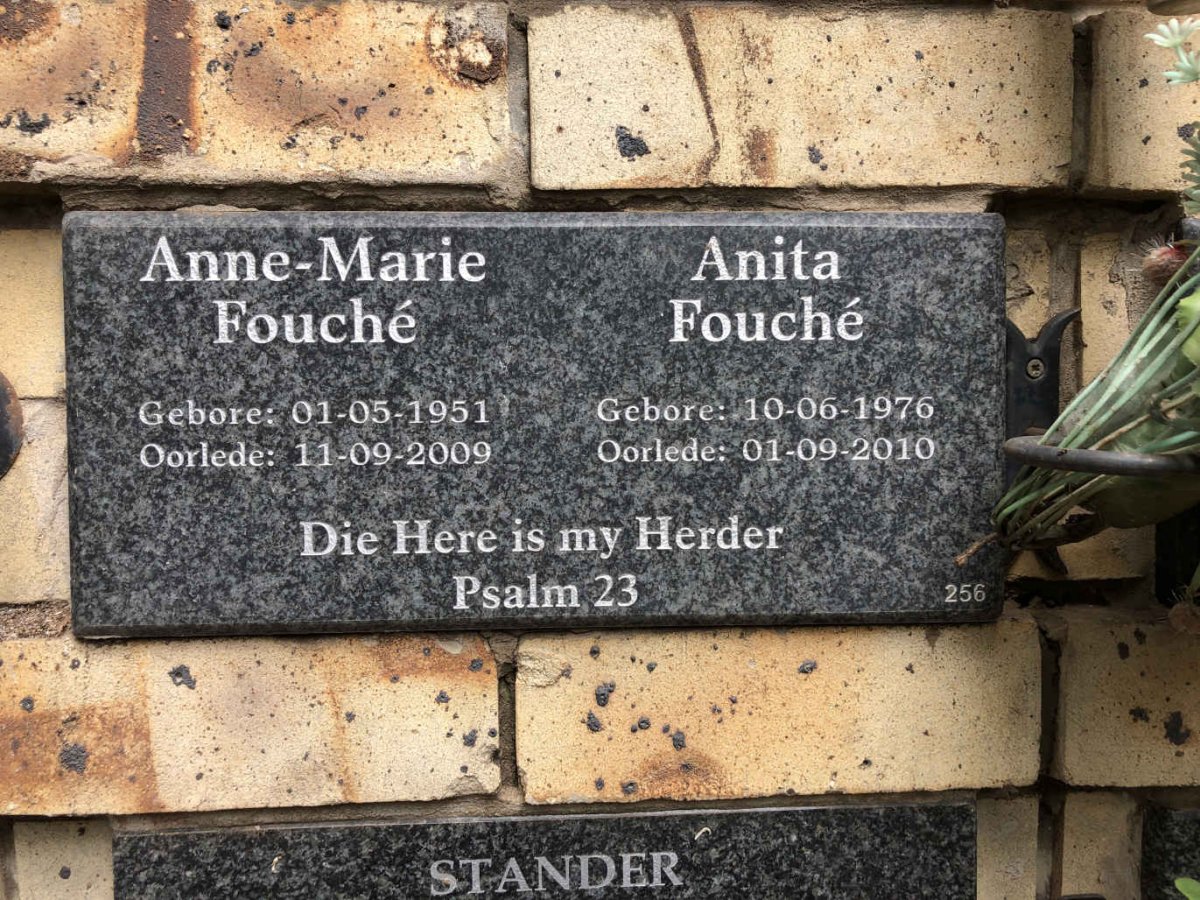 Anne-Marie
Fouché
Gebore: 01-05-1951
Oorlede: 11-09-2009
Anita
Fouché
Gebore: 10-06-1976
Oorlede: 01-09-2010
Die Here is my Herder
Psalm 23
256
STANDER